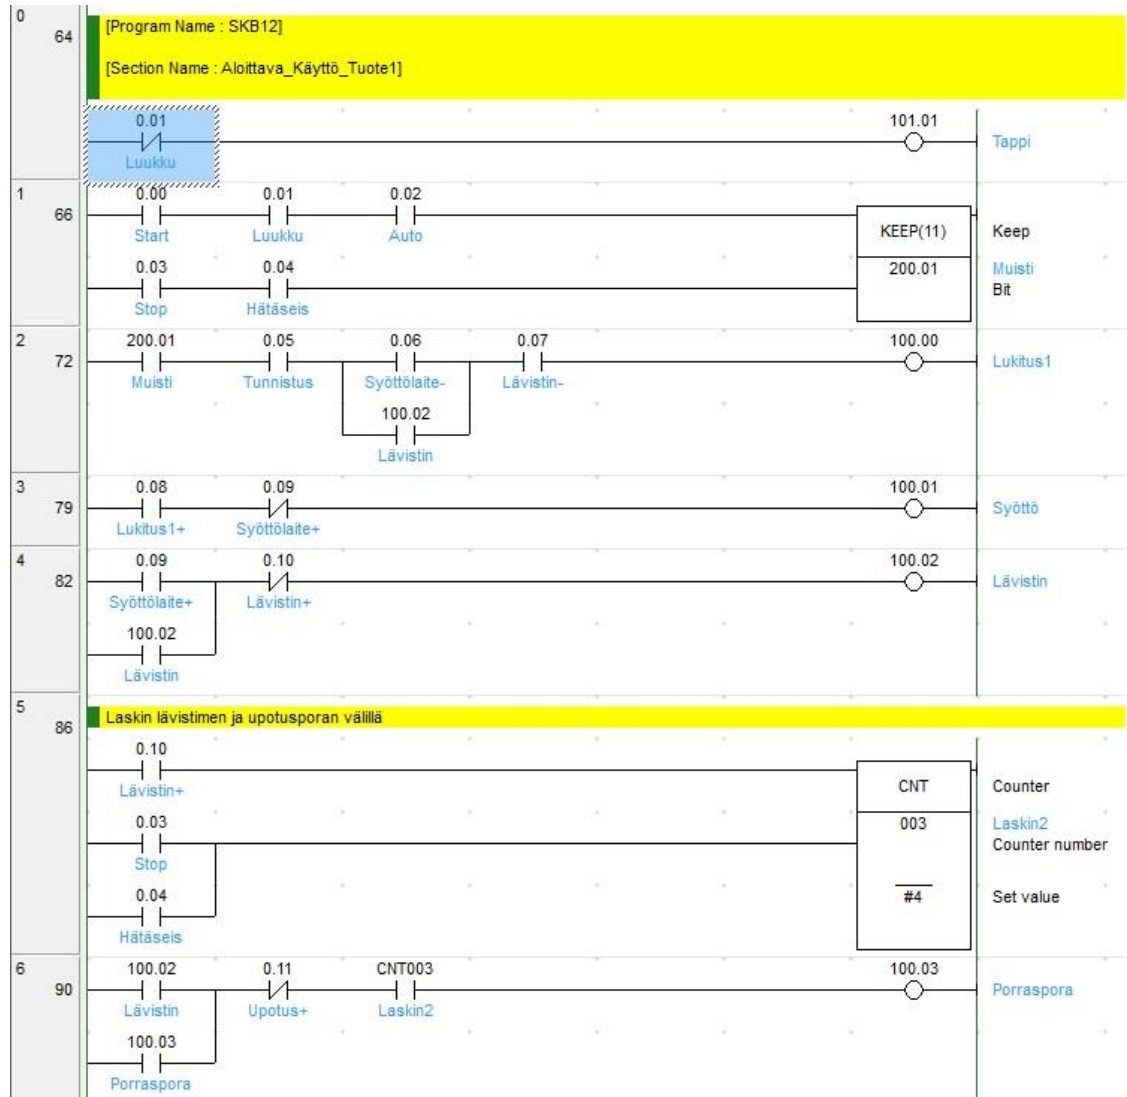 0
64
[Program Name : SKB12]
[Section Name : Aloittava_Käyttö_Tuote1]
0.01 101.01
Luukku Tappi
1
66
0.00 0.01 0.02
Start Luukku Auto
KEEP(11) Keep
0.03 0.04
Stop Hätäseis
200.01 Muisti
Bit
2
72
200.01 0.05 0.06 0.07 100.00
Muisti Tunnistus Syöttölaite- Lävistin- Lukitus1
100.02
Lävistin
3
79
0.08 0.09 100.01
Lukitus1+ Syöttölaite+ Syöttö
4
82
0.09 0.10 100.02
Syöttölaite+ Lävistin+ Lävistin
100.02
Lävistin
5
86
Laskin lävistimen ja upotusporan välillä
0.10
Lävistin+
CNT Counter
0.03
Stop
003 Laskin2
Counter number
0.04
Hätäseis
#4 Set value
6
90
100.02 0.11 CNT003 100.03
Lävistin Upotus+ Laskin2 Porraspora
100.03
Porraspora